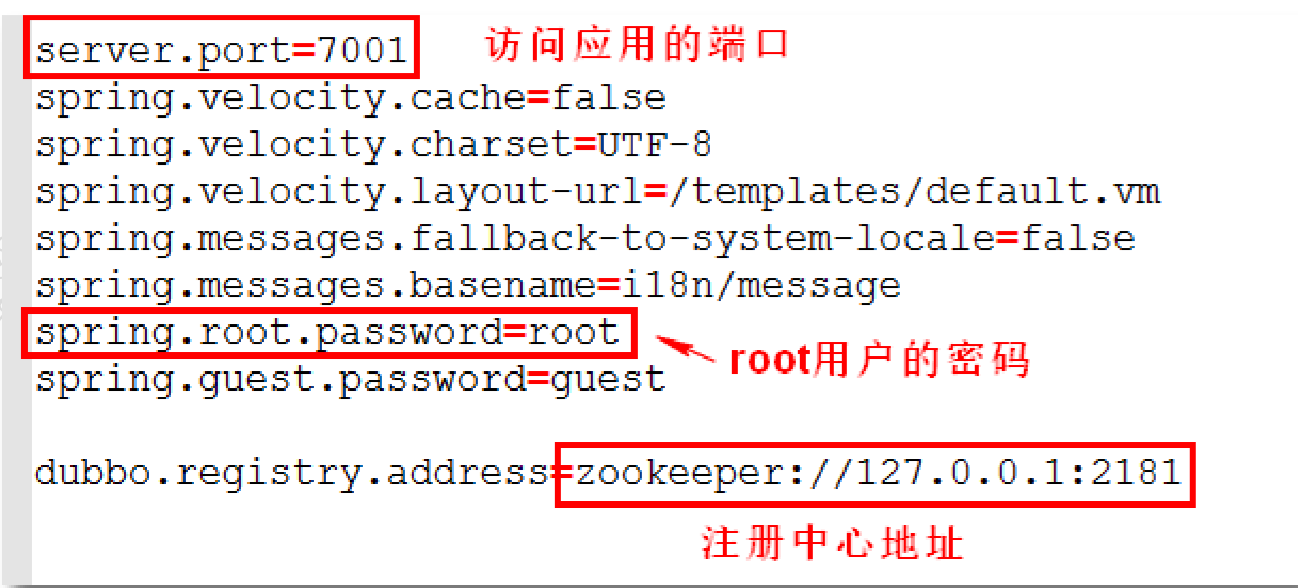 server.port=7001 访问应用的端口
spring.velocity.cache=false
spring.velocity.charset=UTF-8
spring.velocity.layout-url=/templates/default.vm
spring.messages.fallback-to-system-locale=false
spring.messages.basename=i18n/message
spring.root.password=root
root用户的密码
spring.guest.password=guest
dubbo.registry.address=zookeeper://127.0.0.1:2181
注册中心地址